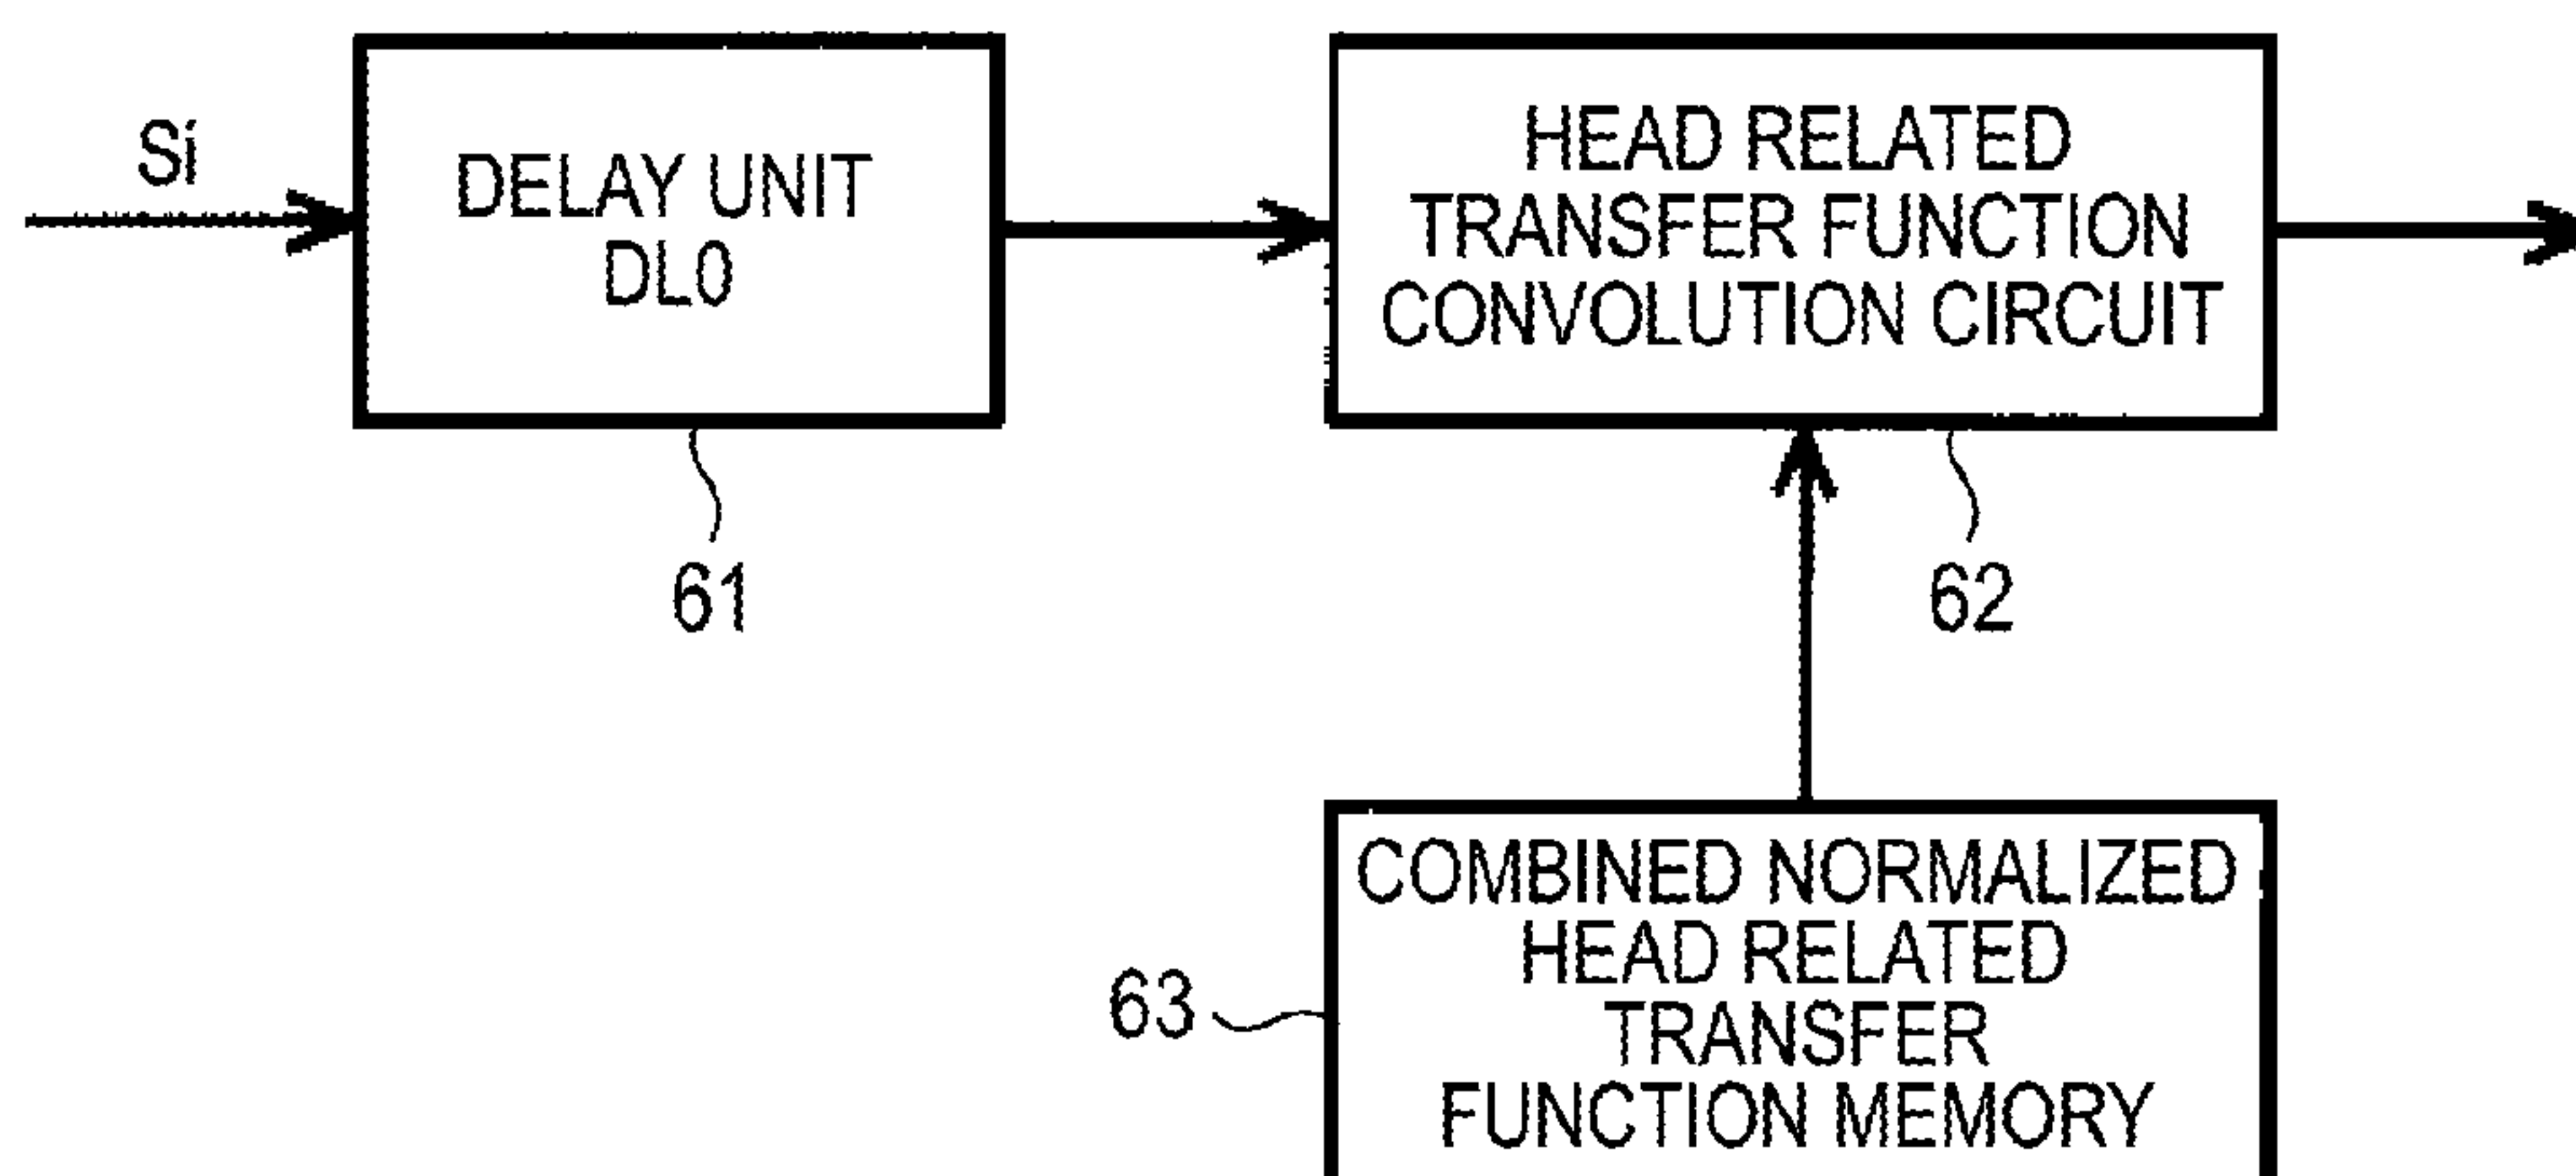 Si
DELAY UNIT
DL0
HEAD RELATED
TRANSFER FUNCTION
CONVOLUTION CIRCUIT
61
62
COMBINED NORMALIZED
HEAD RELATED
TRANSFER
FUNCTION MEMORY
63